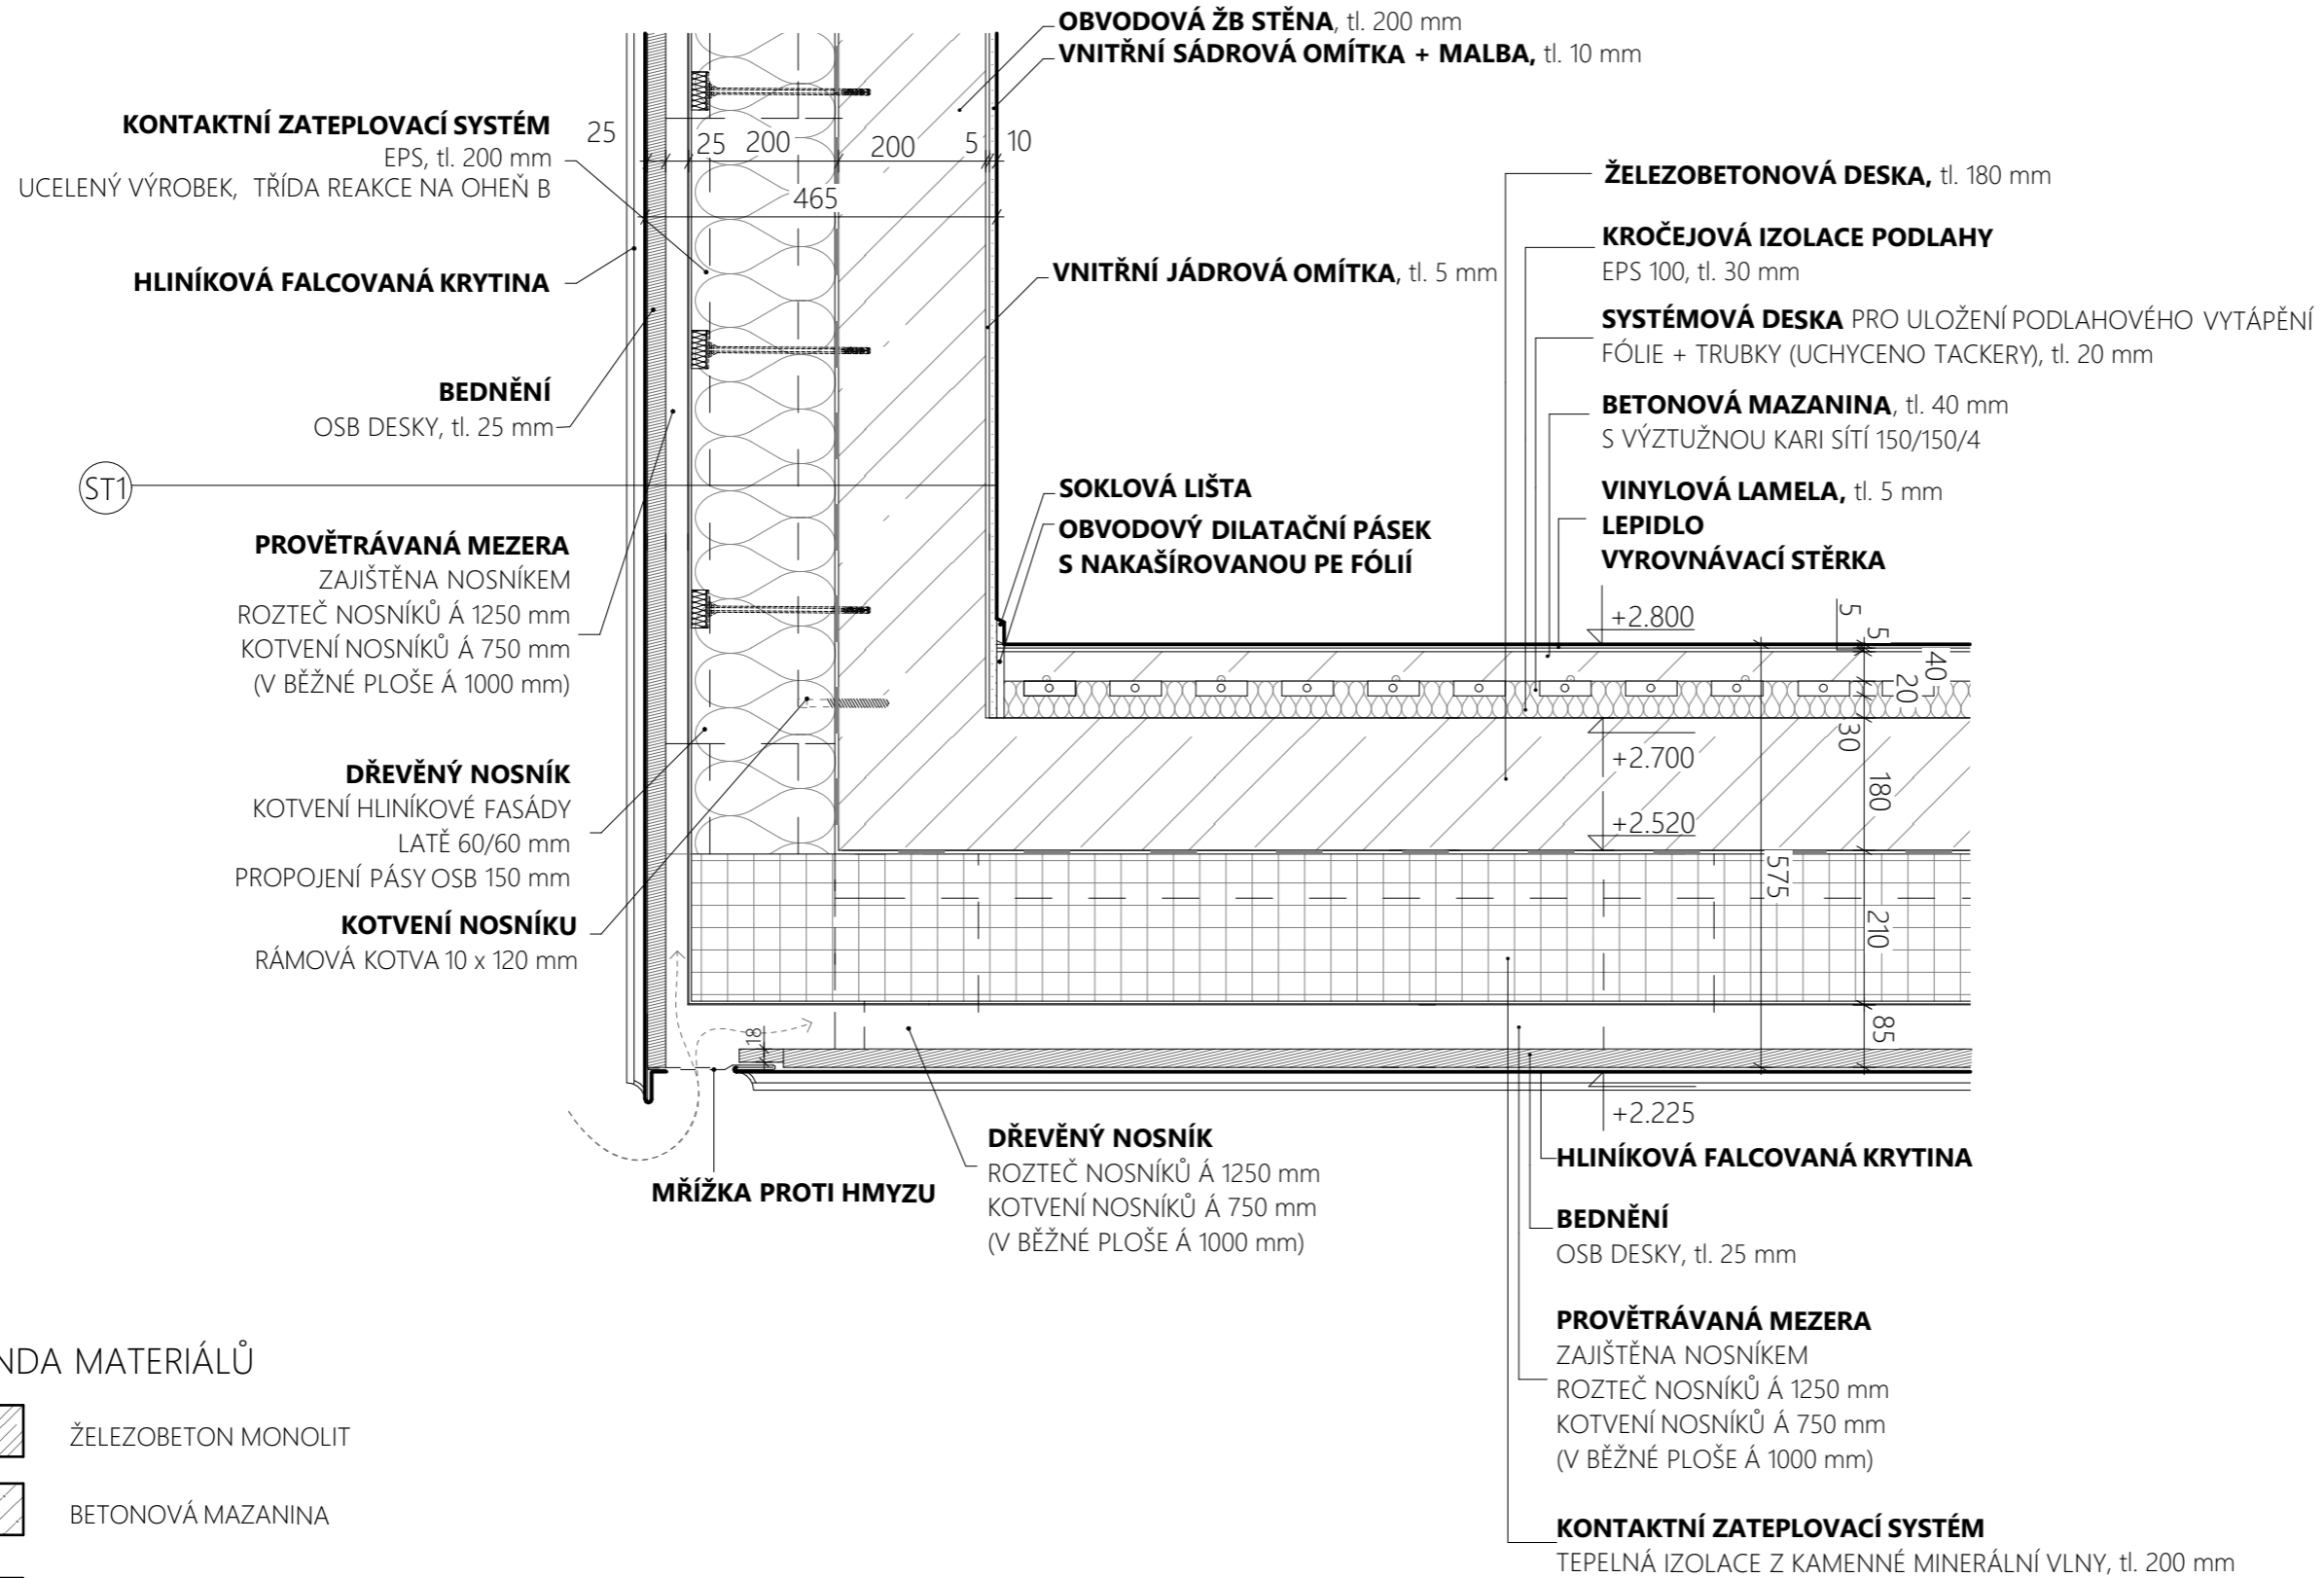 OBVODOVÁ ŽB STĚNA, tl. 200 mm
VNITŘNÍ SÁDROVÁ OMÍTKA + MALBA, tl. 10 mm
KONTAKTNÍ ZATEPLOVACÍ SYSTÉM
EPS, tl. 200 mm
UCELENÝ VÝROBEK, TŘÍDA REAKCE NA OHEŇ B
HLINÍKOVÁ FALCOVANÁ KRYTINA
BEDNĚNÍ
OSB DESKY, tl. 25 mm
ST1
PROVĚTRÁVANÁ MEZERA
ZAJIŠTĚNA NOSNÍKEM
ROZTEČ NOSNÍKŮ Á 1250 mm
KOTVENÍ NOSNÍKŮ Á 750 mm
(V BĚŽNÉ PLOŠE Á 1000 mm)
DŘEVĚNÝ NOSNÍK
KOTVENÍ HLINÍKOVÉ FASÁDY
LATĚ 60/60 mm
PROPOJENÍ PÁSY OSB 150 mm
KOTVENÍ NOSNÍKU
RÁMOVÁ KOTVA 10 x 120 mm
25
25
200
200
5
10
465
VNITŘNÍ JÁDROVÁ OMÍTKA, tl. 5 mm
SOKLOVÁ LIŠTA
OBVODOVÝ DILATAČNÍ PÁSEK
S NAKAŠÍROVANOU PE FÓLIÍ
ŽELEZOBETONOVÁ DESKA, tl. 180 mm
KROČEJOVÁ IZOLACE PODLAHY
EPS 100, tl. 30 mm
SYSTÉMOVÁ DESKA PRO ULOŽENÍ PODLAHOVÉHO VYTÁPĚNÍ
FÓLIE + TRUBKY (UCHYCENO TACKERY), tl. 20 mm
BETONOVÁ MAZANINA, tl. 40 mm
S VÝZTUŽNOU KARI SÍTÍ 150/150/4
VINYLOVÁ LAMELA, tl. 5 mm
LEPIDLO
VYROVNÁVACÍ STĚRKA
+2.800
5
5
40
20
30
+2.700
180
+2.520
575
210
85
18
+2.225
MŘÍŽKA PROTI HMYZU
DŘEVĚNÝ NOSNÍK
ROZTEČ NOSNÍKŮ Á 1250 mm
KOTVENÍ NOSNÍKŮ Á 750 mm
(V BĚŽNÉ PLOŠE Á 1000 mm)
HLINÍKOVÁ FALCOVANÁ KRYTINA
BEDNĚNÍ
OSB DESKY, tl. 25 mm
PROVĚTRÁVANÁ MEZERA
ZAJIŠTĚNA NOSNÍKEM
ROZTEČ NOSNÍKŮ Á 1250 mm
KOTVENÍ NOSNÍKŮ Á 750 mm
(V BĚŽNÉ PLOŠE Á 1000 mm)
KONTAKTNÍ ZATEPLOVACÍ SYSTÉM
TEPELNÁ IZOLACE Z KAMENNÉ MINERÁLNÍ VLNY, tl. 200 mm
NDA MATERIÁLŮ
ŽELEZOBETON MONOLIT
BETONOVÁ MAZANINA